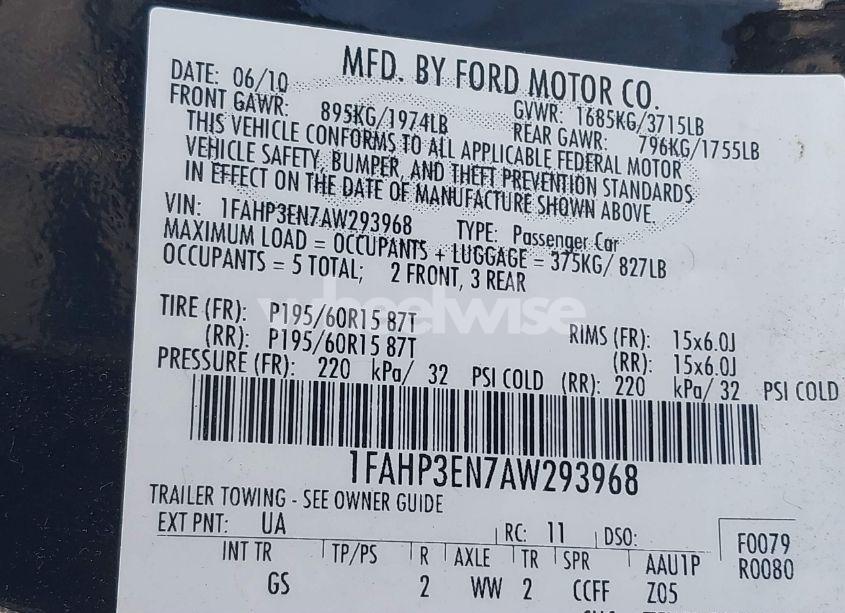 MFD. BY FORD MOTOR CO.
DATE: 06/10 GVWR: 1685KG/3715LB
FRONT GAWR: 895KG/1974LB REAR GAWR: 796KG/1755LB
THIS VEHICLE CONFORMS TO ALL APPLICABLE FEDERAL MOTOR
VEHICLE SAFETY, BUMPER, AND THEFT PREVENTION STANDARDS
IN EFFECT ON THE DATE OF MANUFACTURE SHOWN ABOVE.
VIN: 1FAHP3EN7AW293968 TYPE: Passenger Car
MAXIMUM LOAD = OCCUPANTS + LUGGAGE = 375KG/ 827LB
OCCUPANTS = 5 TOTAL; 2 FRONT, 3 REAR
wheelwise
TIRE (FR): P195/60R15 87T RIMS (FR): 15x6.0J
(RR): P195/60R15 87T (RR): 15x6.0J
PRESSURE (FR): 220 kPa/ 32 PSI COLD (RR): 220 kPa/ 32 PSI COLD
1FAHP3EN7AW293968
TRAILER TOWING - SEE OWNER GUIDE
EXT PNT: UA RC: 11 DSO: F0079
INT TR TP/PS R AXLE TR SPR AAU1P R0080
GS 2 WW 2 CCFF Z05